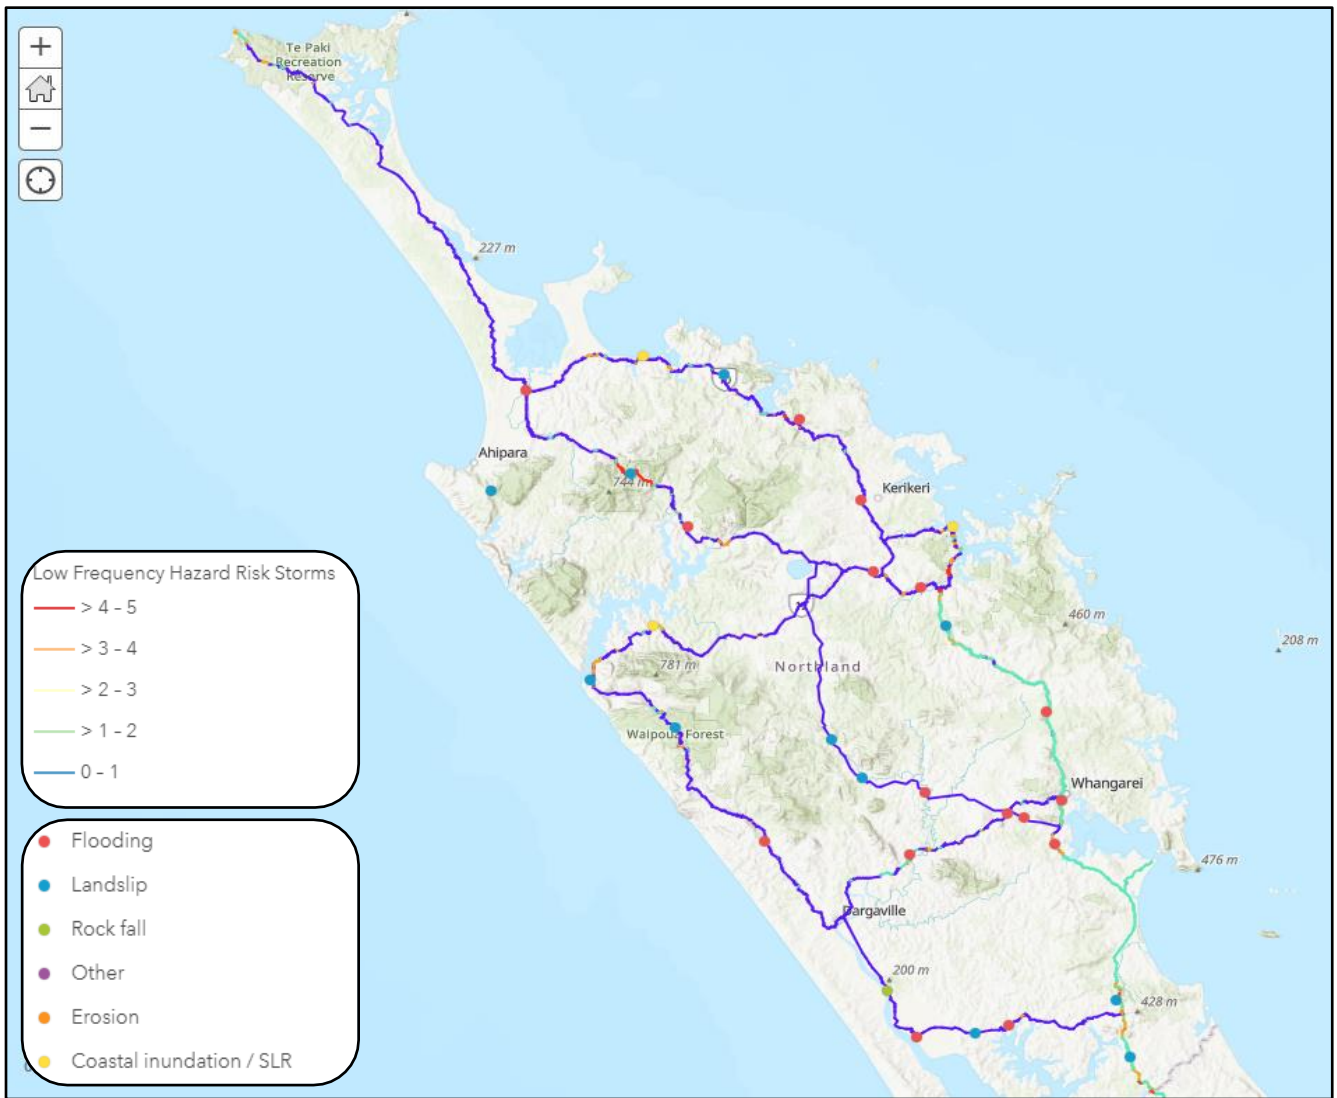 +
−
Te Paki
Recreation
Reserve
227 m
Ahipara
744 m
Kerikeri
460 m
208 m
Northland
781 m
Waipoua Forest
Whangarei
476 m
Dargaville
200 m
428 m
Low Frequency Hazard Risk Storms
> 4 - 5
> 3 - 4
> 2 - 3
> 1 - 2
0 - 1
Flooding
Landslip
Rock fall
Other
Erosion
Coastal inundation / SLR